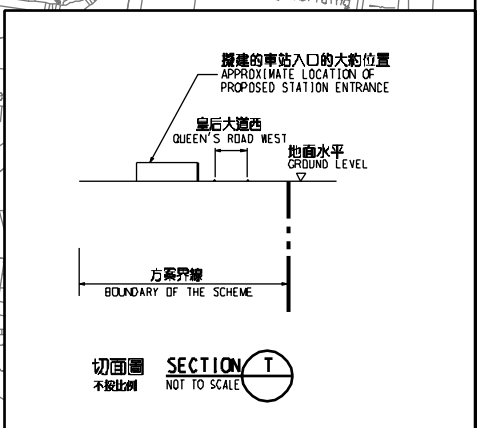 擬建的車站入口的大約位置
APPROXIMATE LOCATION OF
PROPOSED STATION ENTRANCE
皇后大道西
QUEEN'S ROAD WEST
地面水平
GROUND LEVEL
方案界線
BOUNDARY OF THE SCHEME
切面圖 SECTION T
不按比例 NOT TO SCALE